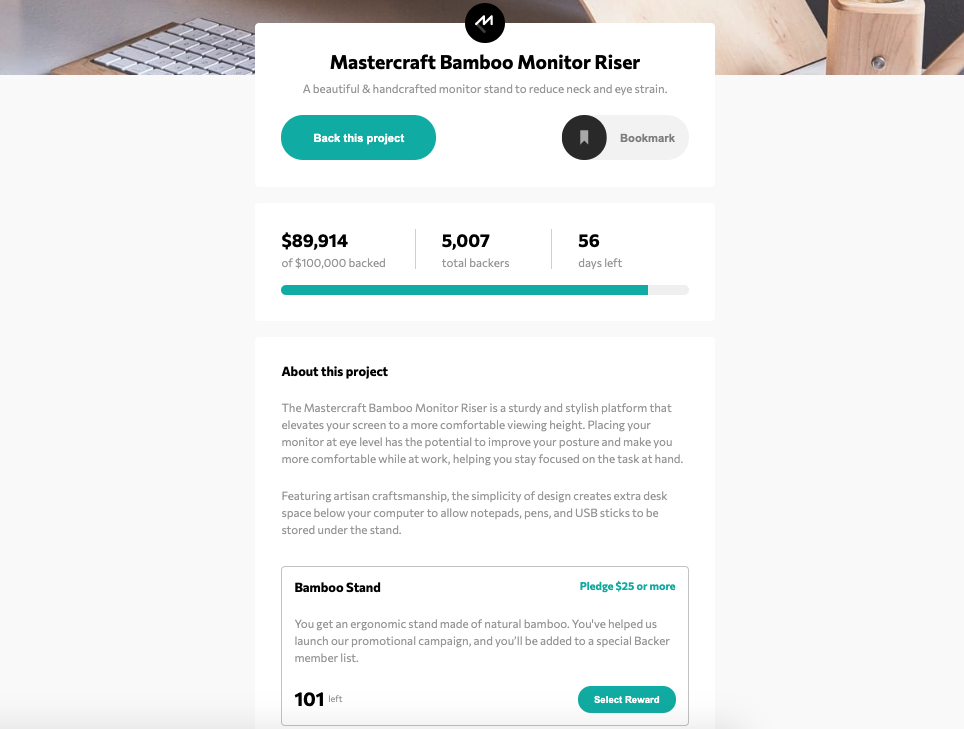 Mastercraft Bamboo Monitor Riser
A beautiful & handcrafted monitor stand to reduce neck and eye strain.
Back this project
Bookmark
$89,914
of $100,000 backed
5,007
total backers
56
days left
About this project
The Mastercraft Bamboo Monitor Riser is a sturdy and stylish platform that
elevates your screen to a more comfortable viewing height. Placing your
monitor at eye level has the potential to improve your posture and make you
more comfortable while at work, helping you stay focused on the task at hand.
Featuring artisan craftsmanship, the simplicity of design creates extra desk
space below your computer to allow notepads, pens, and USB sticks to be
stored under the stand.
Bamboo Stand
Pledge $25 or more
You get an ergonomic stand made of natural bamboo. You've helped us
launch our promotional campaign, and you’ll be added to a special Backer
member list.
101 left
Select Reward